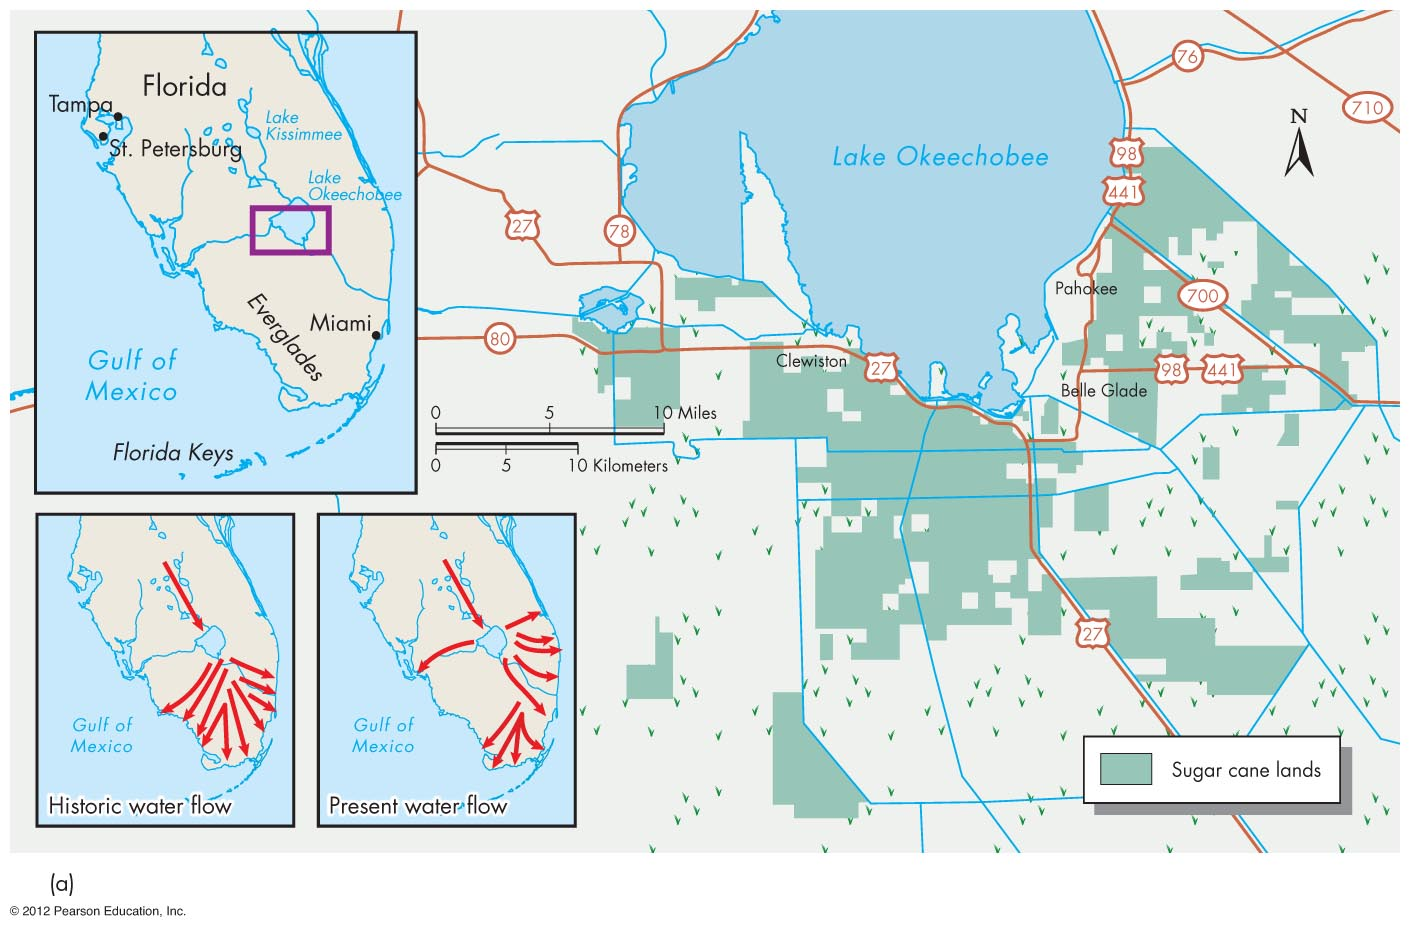 Florida
Tampa
St. Petersburg
Lake
Kissimmee
Lake
Okeechobee
Everglades
Miami
Gulf of
Mexico
Florida Keys
Lake Okeechobee
76
710
N
98
441
27
78
700
Pahokee
80
Clewiston
27
98
441
Belle Glade
0
5
10 Miles
0
5
10 Kilometers
27
Gulf of
Mexico
Historic water flow
Gulf of
Mexico
Present water flow
Sugar cane lands
(a)
© 2012 Pearson Education, Inc.